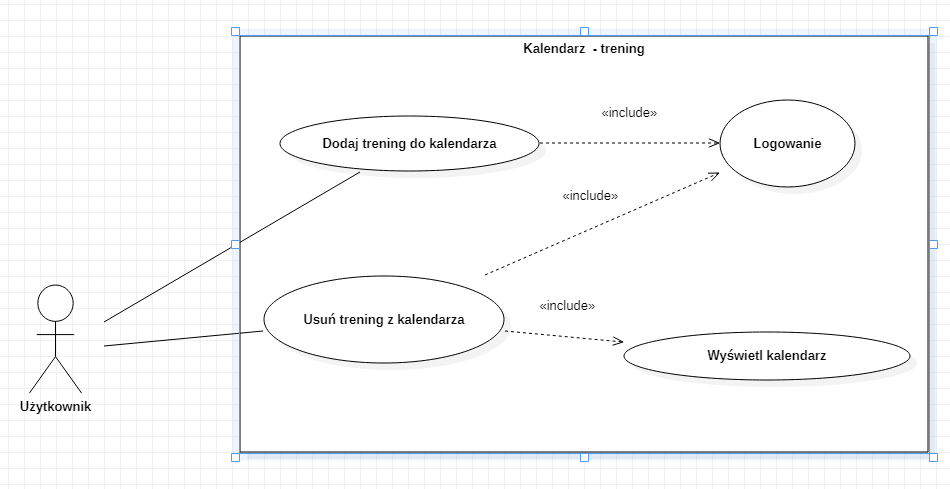 Kalendarz - trening
«include»
Dodaj trening do kalendarza
Logowanie
«include»
«include»
Usuń trening z kalendarza
Wyświetl kalendarz
Użytkownik